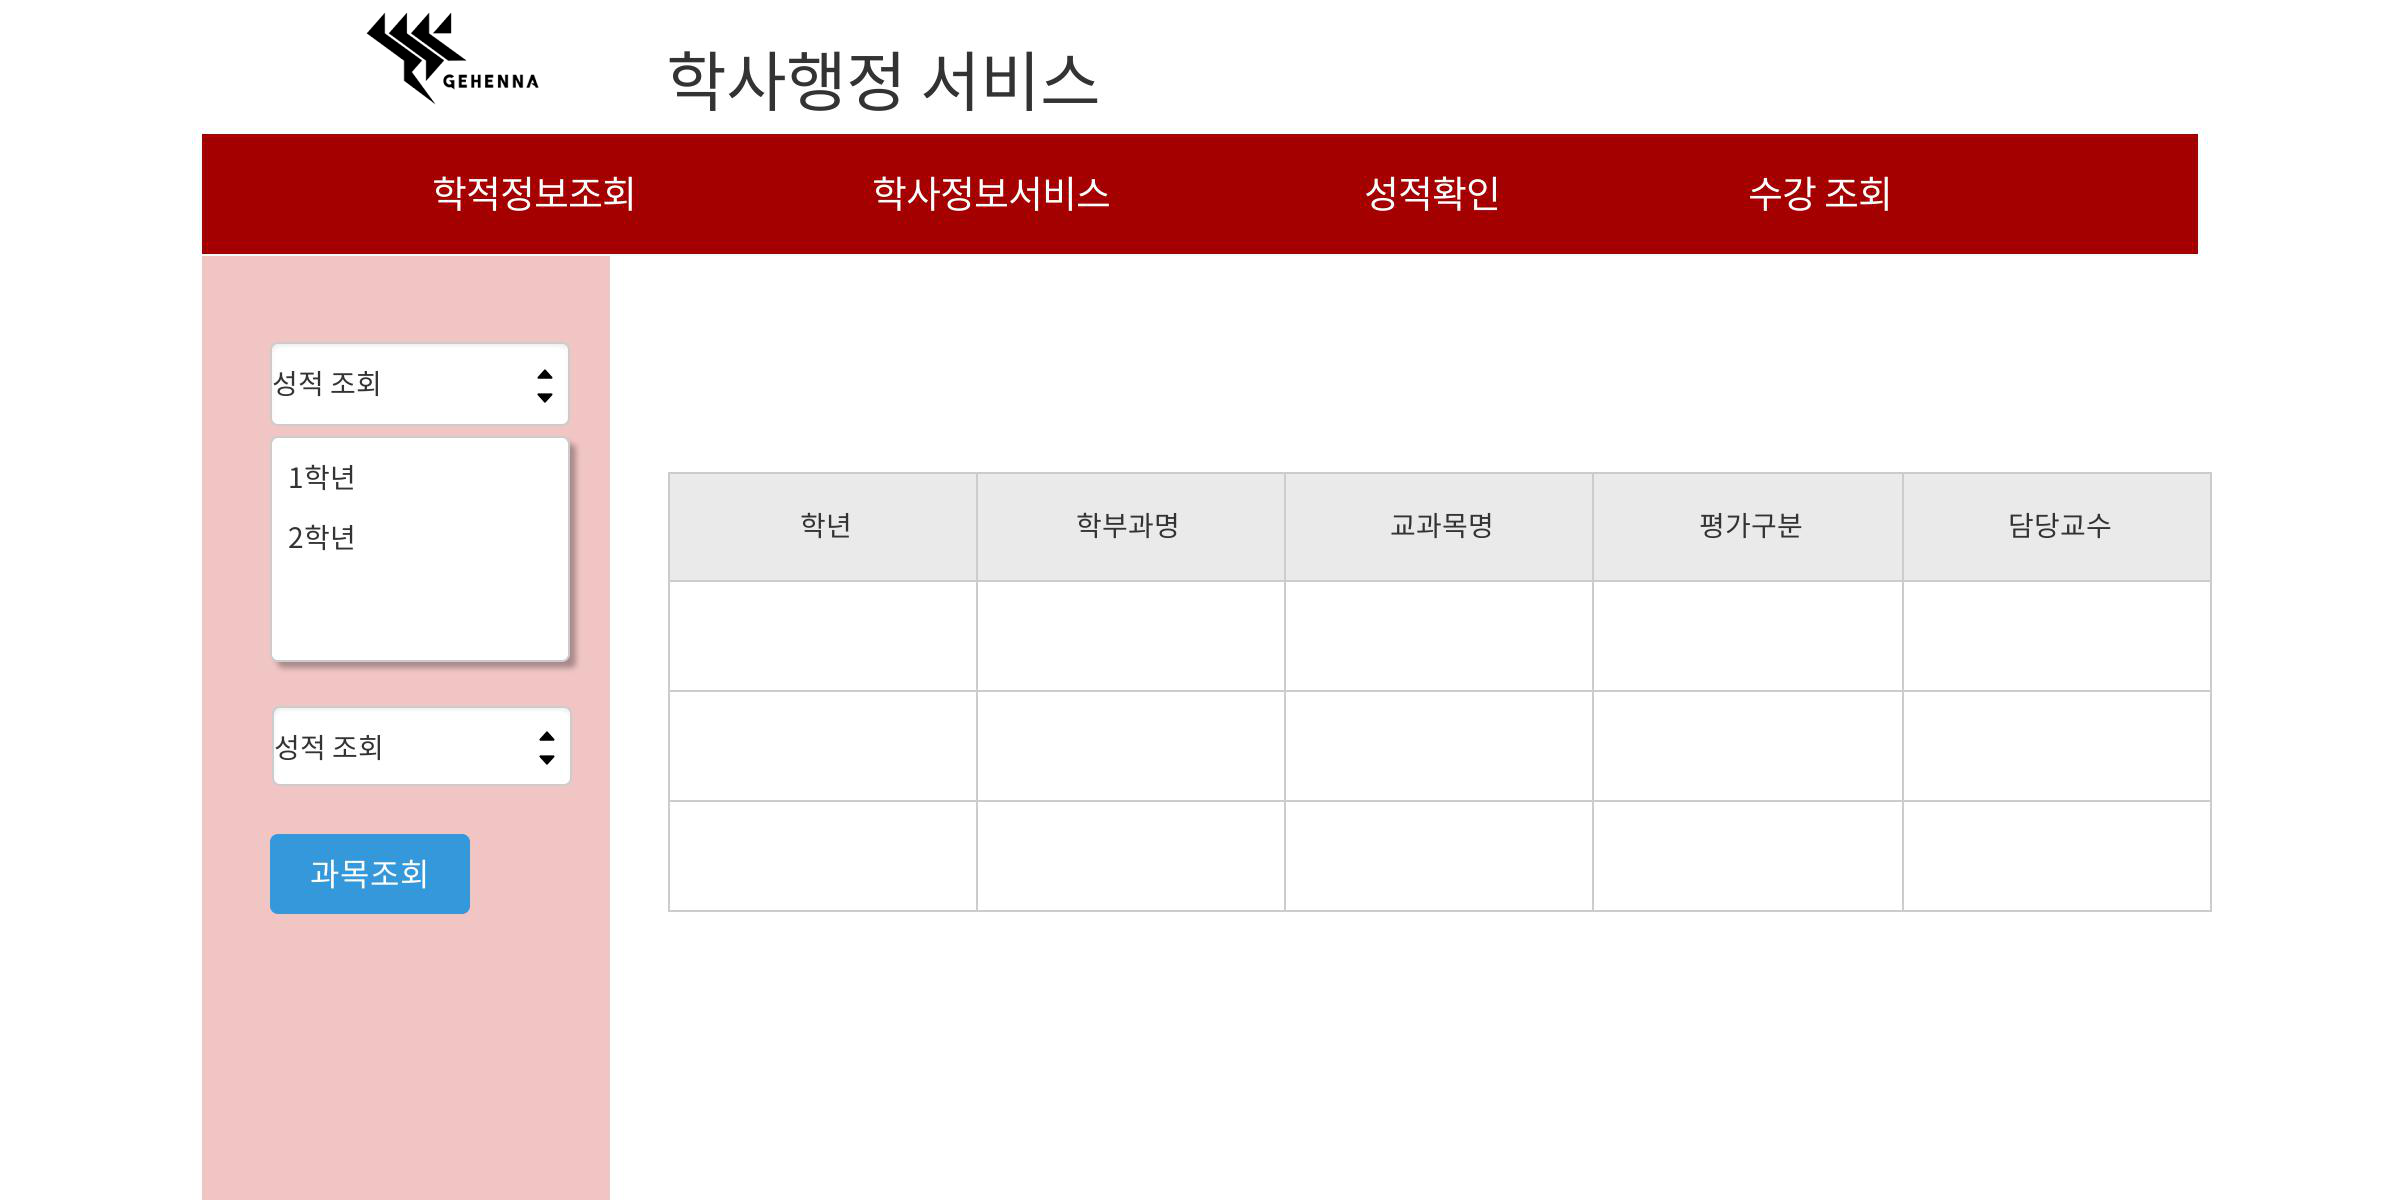 GEHENNA
학사행정 서비스
학적정보조회 학사정보서비스 성적확인 수강 조회
성적 조회
1학년
2학년
성적 조회
과목조회
학년 학부과명 교과목명 평가구분 담당교수